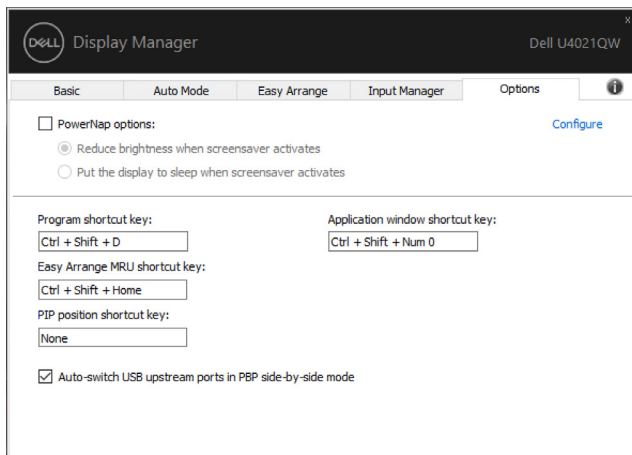 DELL Display Manager
Dell U4021QW
x
Basic Auto Mode Easy Arrange Input Manager Options i
PowerNap options: Configure
Reduce brightness when screensaver activates
Put the display to sleep when screensaver activates
Program shortcut key: Application window shortcut key:
Ctrl + Shift + D Ctrl + Shift + Num 0
Easy Arrange MRU shortcut key:
Ctrl + Shift + Home
PIP position shortcut key:
None
Auto-switch USB upstream ports in PBP side-by-side mode